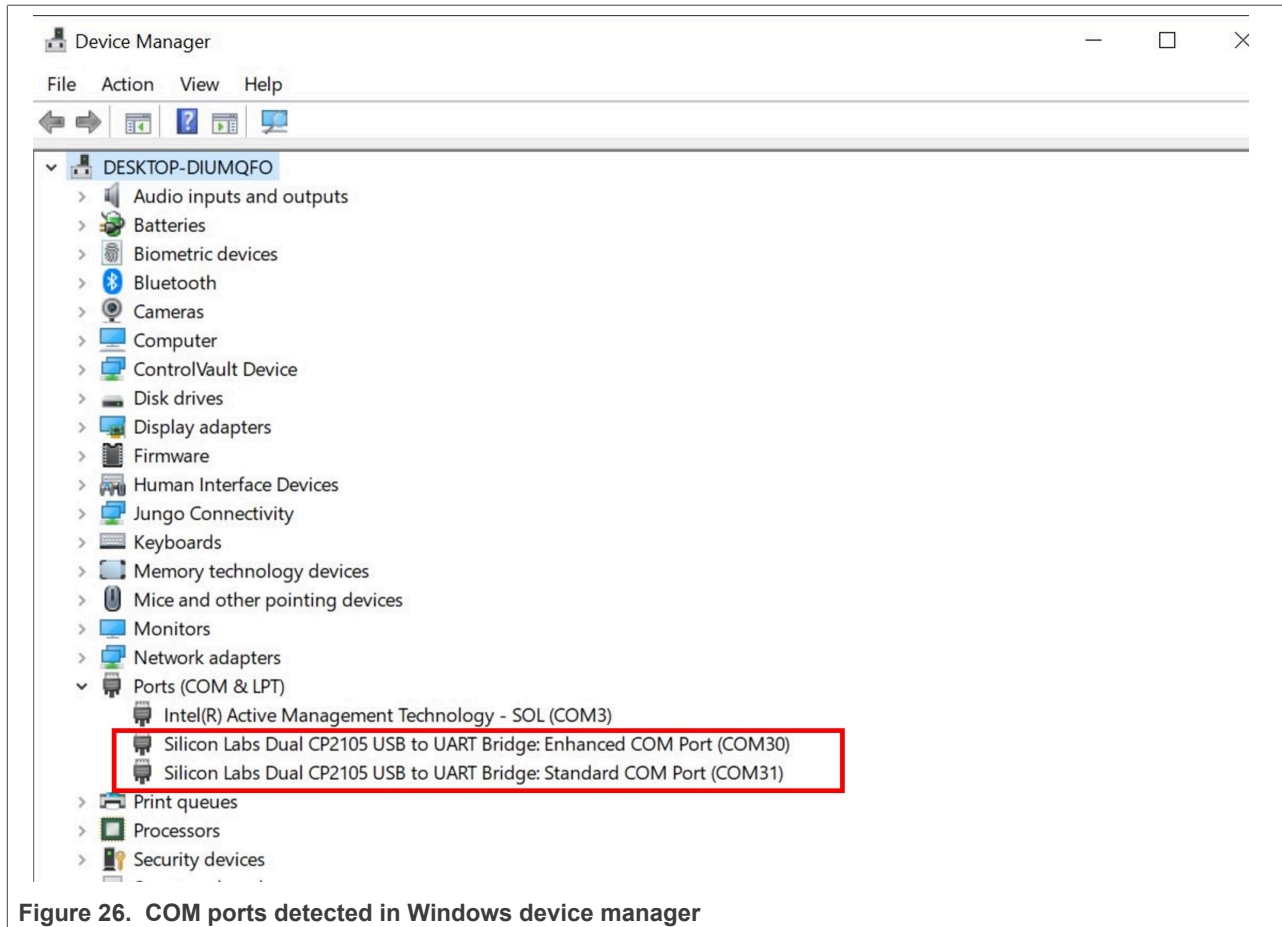 Device Manager
File Action View Help
DESKTOP-DIUMQFO
Audio inputs and outputs
Batteries
Biometric devices
Bluetooth
Cameras
Computer
ControlVault Device
Disk drives
Display adapters
Firmware
Human Interface Devices
Jungo Connectivity
Keyboards
Memory technology devices
Mice and other pointing devices
Monitors
Network adapters
Ports (COM & LPT)
Intel(R) Active Management Technology - SOL (COM3)
Silicon Labs Dual CP2105 USB to UART Bridge: Enhanced COM Port (COM30)
Silicon Labs Dual CP2105 USB to UART Bridge: Standard COM Port (COM31)
Print queues
Processors
Security devices
Figure 26. COM ports detected in Windows device manager